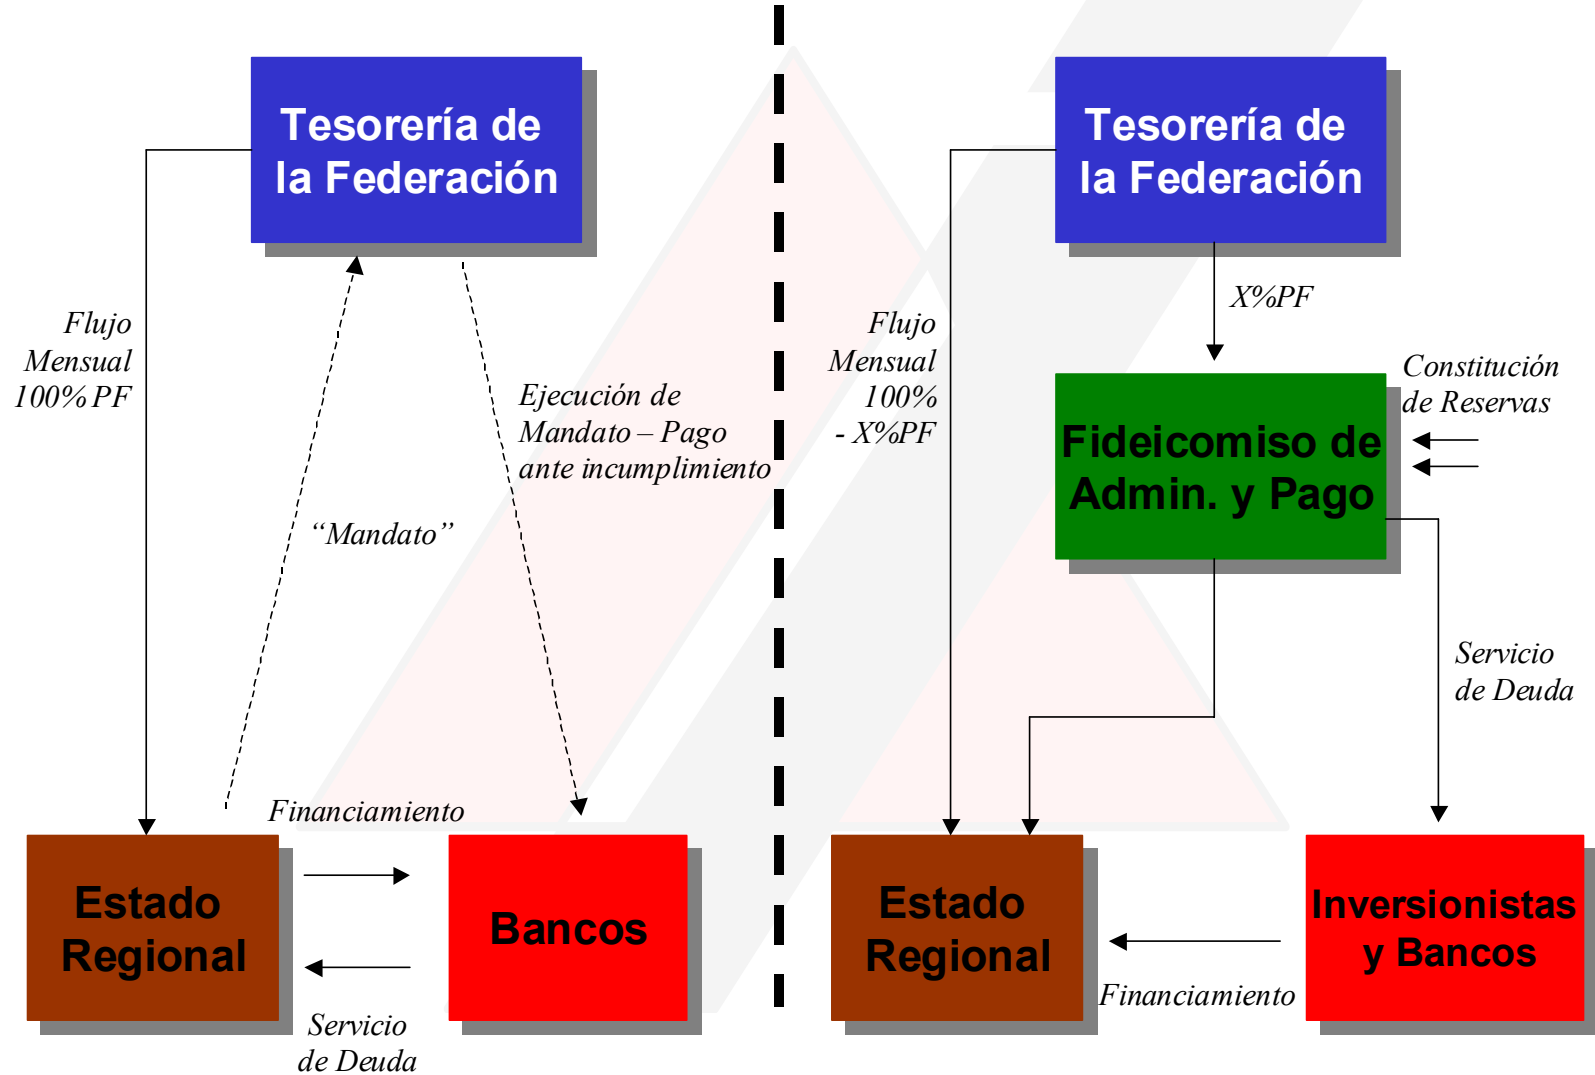 Tesorería de
la Federación
Flujo
Mensual
100% PF
Ejecución de
Mandato – Pago
ante incumplimiento
“Mandato”
Financiamiento
Estado
Regional
Bancos
Servicio
de Deuda
Tesorería de
la Federación
X%PF
Flujo
Mensual
100%
- X%PF
Constitución
de Reservas
Fideicomiso de
Admin. y Pago
Servicio
de Deuda
Estado
Regional
Inversionistas
y Bancos
Financiamiento